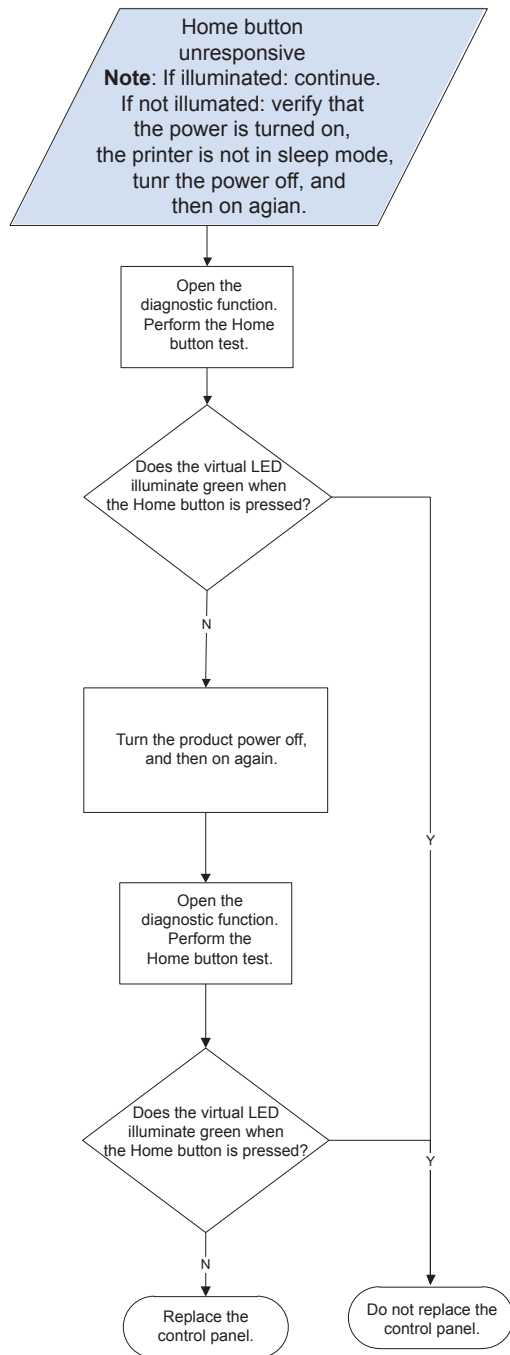 Home button
unresponsive
Note: If illuminated: continue.
If not illumated: verify that
the power is turned on,
the printer is not in sleep mode,
tunr the power off, and
then on agian.
Open the
diagnostic function.
Perform the Home
button test.
Does the virtual LED
illuminate green when
the Home button is pressed?
N
Turn the product power off,
and then on again.
Y
Open the
diagnostic function.
Perform the
Home button test.
Does the virtual LED
illuminate green when
the Home button is pressed?
Y
N
Replace the
control panel.
Do not replace the
control panel.